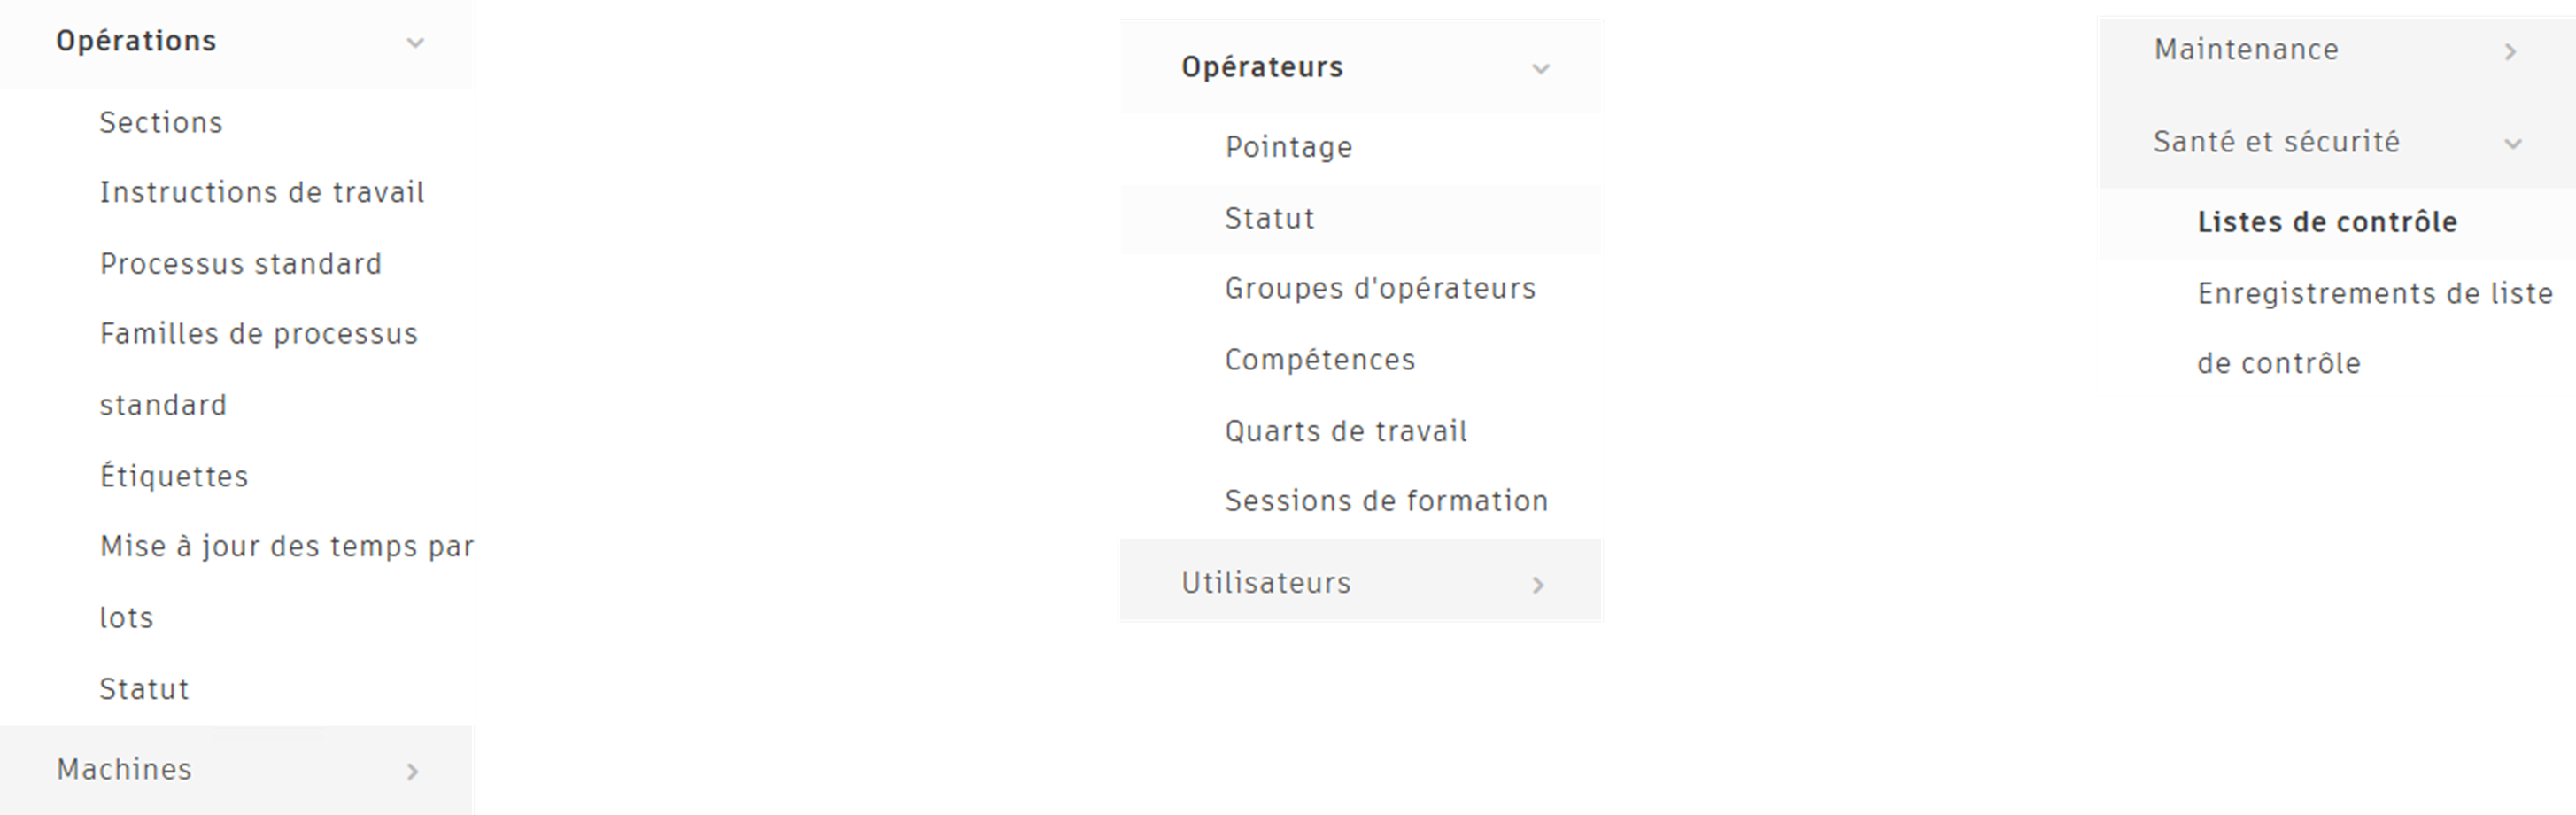 Opérations
Sections
Instructions de travail
Processus standard
Familles de processus
standard
Étiquettes
Mise à jour des temps par
lots
Statut
Machines
Opérateurs
Pointage
Statut
Groupes d'opérateurs
Compétences
Quarts de travail
Sessions de formation
Utilisateurs
Maintenance
Santé et sécurité
Listes de contrôle
Enregistrements de liste
de contrôle